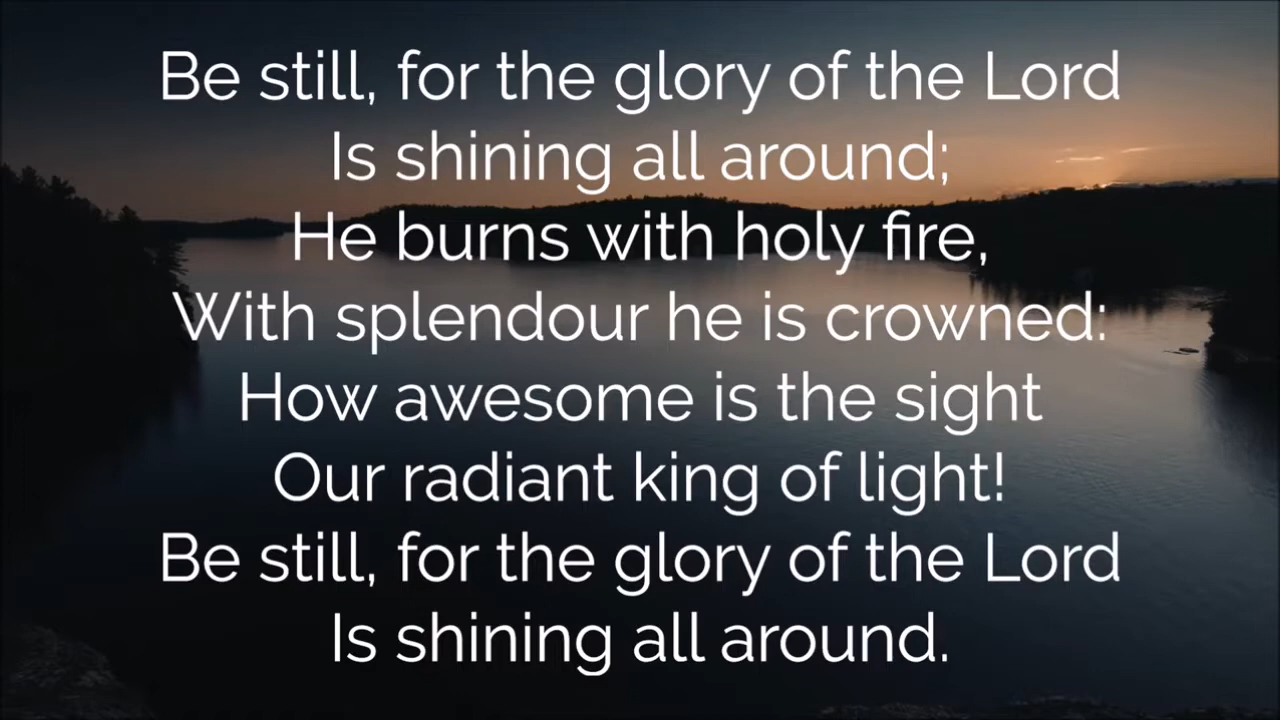 Be still, for the glory of the Lord
Is shining all around;
He burns with holy fire,
With splendour he is crowned:
How awesome is the sight
Our radiant king of light!
Be still, for the glory of the Lord
Is shining all around.